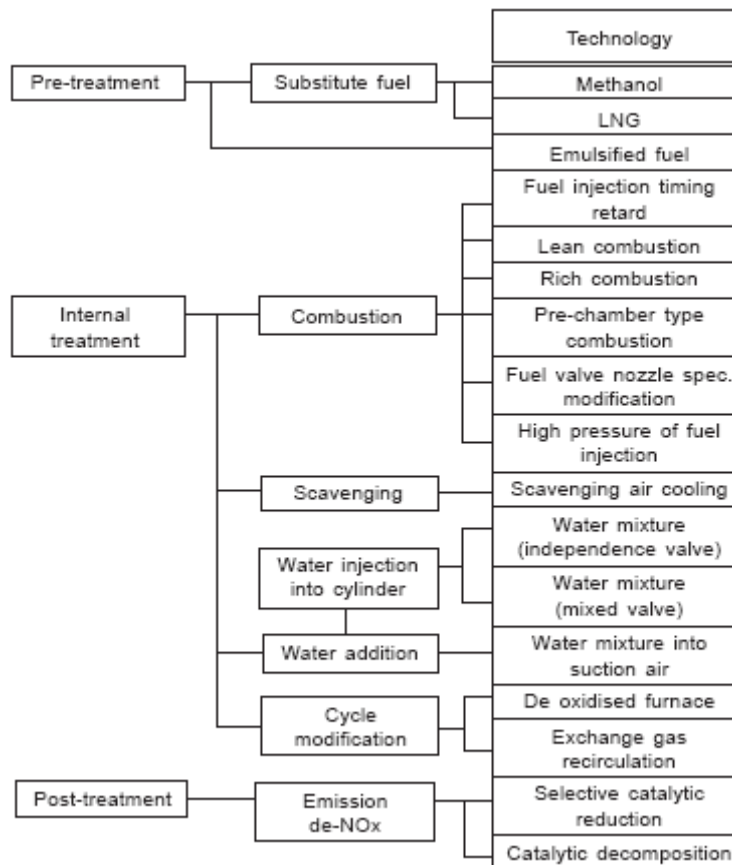 Technology
Pre-treatment
Substitute fuel
Methanol
LNG
Emulsified fuel
Fuel injection timing
retard
Lean combustion
Rich combustion
Internal
treatment
Combustion
Pre-chamber type
combustion
Fuel valve nozzle spec.
modification
High pressure of fuel
injection
Scavenging
Scavenging air cooling
Water injection
into cylinder
Water mixture
(independence valve)
Water mixture
(mixed valve)
Water addition
Water mixture into
suction air
Cycle
modification
De oxidised furnace
Exchange gas
recirculation
Post-treatment
Emission
de-NOx
Selective catalytic
reduction
Catalytic decomposition